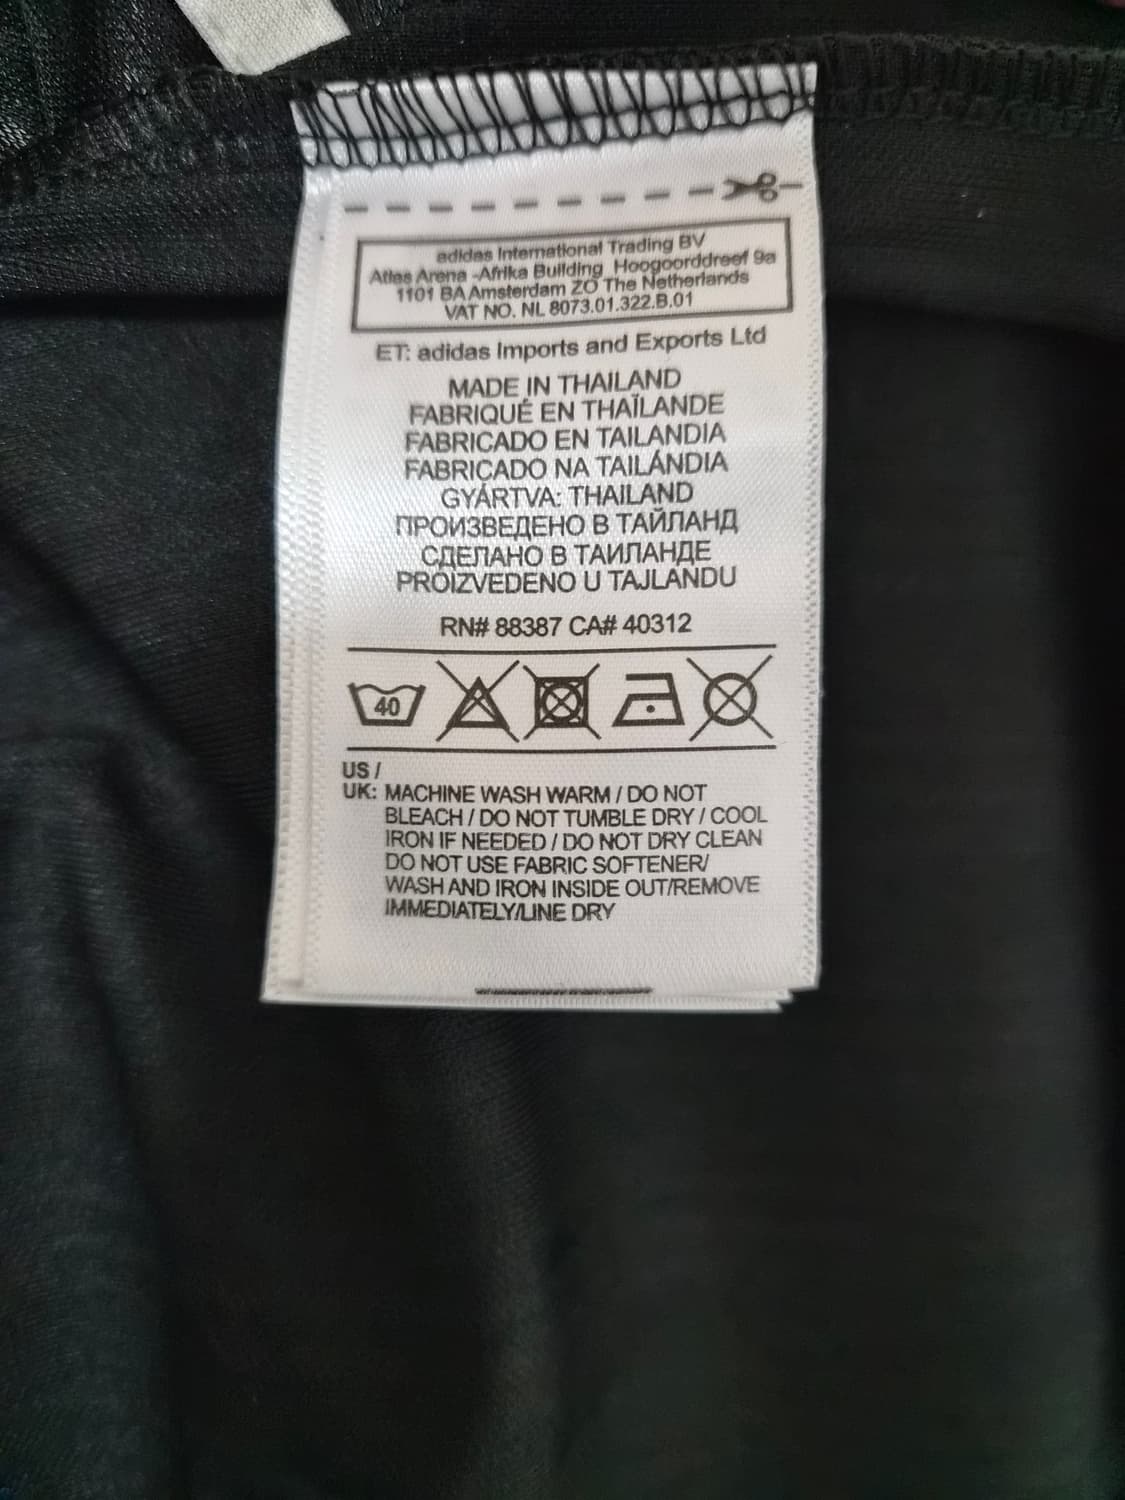 adidas International Trading BV
Atlas Arena -Afrika Building Hoogoorddreef 9a
1101 BA Amsterdam ZO The Netherlands
VAT NO. NL 8073.01.322.B.01
ET: adidas Imports and Exports Ltd
MADE IN THAILAND
FABRIQUÉ EN THAÏLANDE
FABRICADO EN TAILANDIA
FABRICADO NA TAILÁNDIA
GYÁRTVA: THAILAND
ПРОИЗВЕДЕНО В ТАЙЛАНД
СДЕЛАНО В ТАИЛАНДЕ
PROIZVEDENO U TAJLANDU
RN# 88387 CA# 40312
40
US /
UK: MACHINE WASH WARM / DO NOT
BLEACH / DO NOT TUMBLE DRY / COOL
IRON IF NEEDED / DO NOT DRY CLEAN
DO NOT USE FABRIC SOFTENER/
WASH AND IRON INSIDE OUT/REMOVE
IMMEDIATELY/LINE DRY